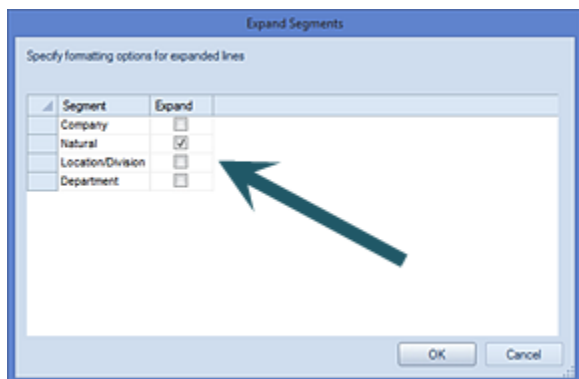 Expand Segments
Specify formatting options for expanded lines
Segment Expand
Company
Natural
Location/Division
Department
OK Cancel